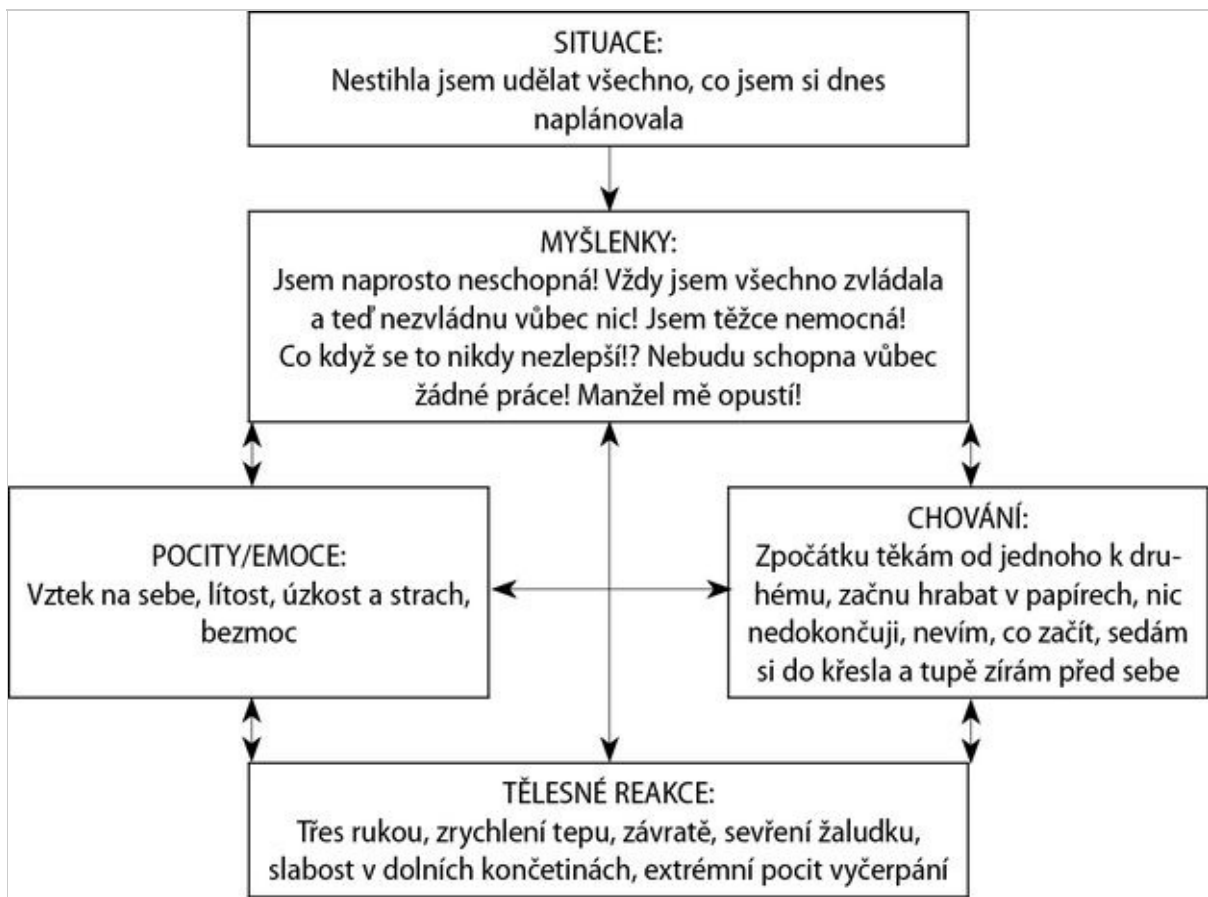 SITUACE:
Nestihla jsem udělat všechno, co jsem si dnes
naplánovala
MYŠLENKY:
Jsem naprosto neschopná! Vždy jsem všechno zvládala
a teď nezvládnu vůbec nic! Jsem těžce nemocná!
Co když se to nikdy nezlepší!? Nebudu schopna vůbec
žádné práce! Manžel mě opustí!
POCITY/EMOCE:
Vztek na sebe, lítost, úzkost a strach,
bezmoc
CHOVÁNÍ:
Zpočátku těkám od jednoho k dru-
hému, začnu hrabat v papírech, nic
nedokončuji, nevím, co začít, sedám
si do křesla a tupě zírám před sebe
TĚLESNÉ REAKCE:
Třes rukou, zrychlení tepu, závratě, sevření žaludku,
slabost v dolních končetinách, extrémní pocit vyčerpání